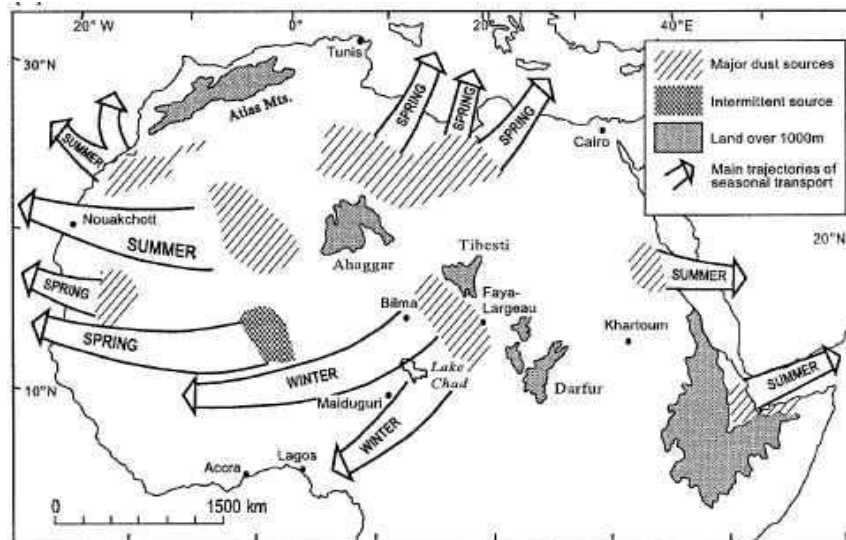 20° W
0°
20°E
40°E
30°N
Tunis
Atlas Mts.
SUMMER
SPRING
SPRING
SPRING
Cairo
Major dust sources
Intermittent source
Land over 1000m
Main trajectories of
seasonal transport
Nouakchott
SUMMER
Ahaggar
Tibesti
20°N
SPRING
Bilma
Faya-
Largeau
SUMMER
Khartoum
SPRING
WINTER
Lake
Chad
SUMMER
10°N
Maiduguri
Darfur
WINTER
Accra
Lagos
0
1500 km